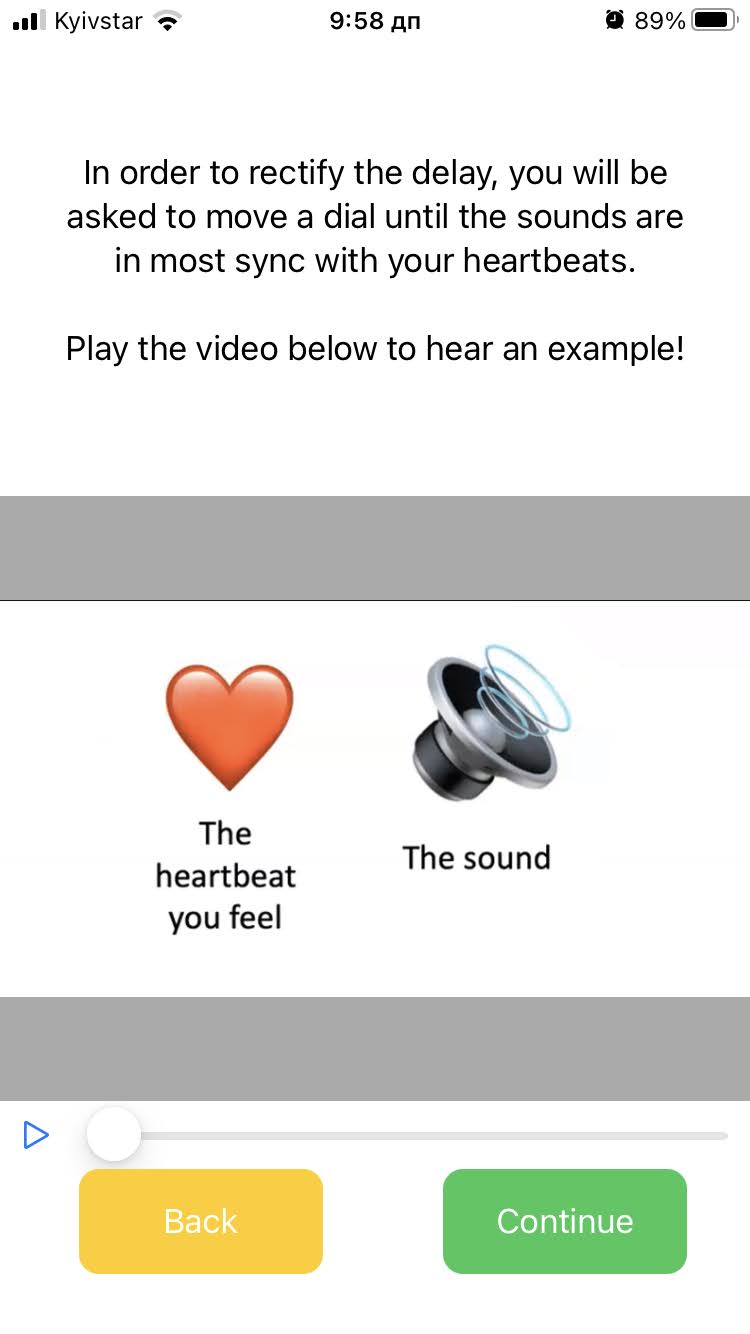 Kyivstar 9:58 дп 89%
In order to rectify the delay, you will be
asked to move a dial until the sounds are
in most sync with your heartbeats.
Play the video below to hear an example!
The
heartbeat
you feel
The sound
Back Continue